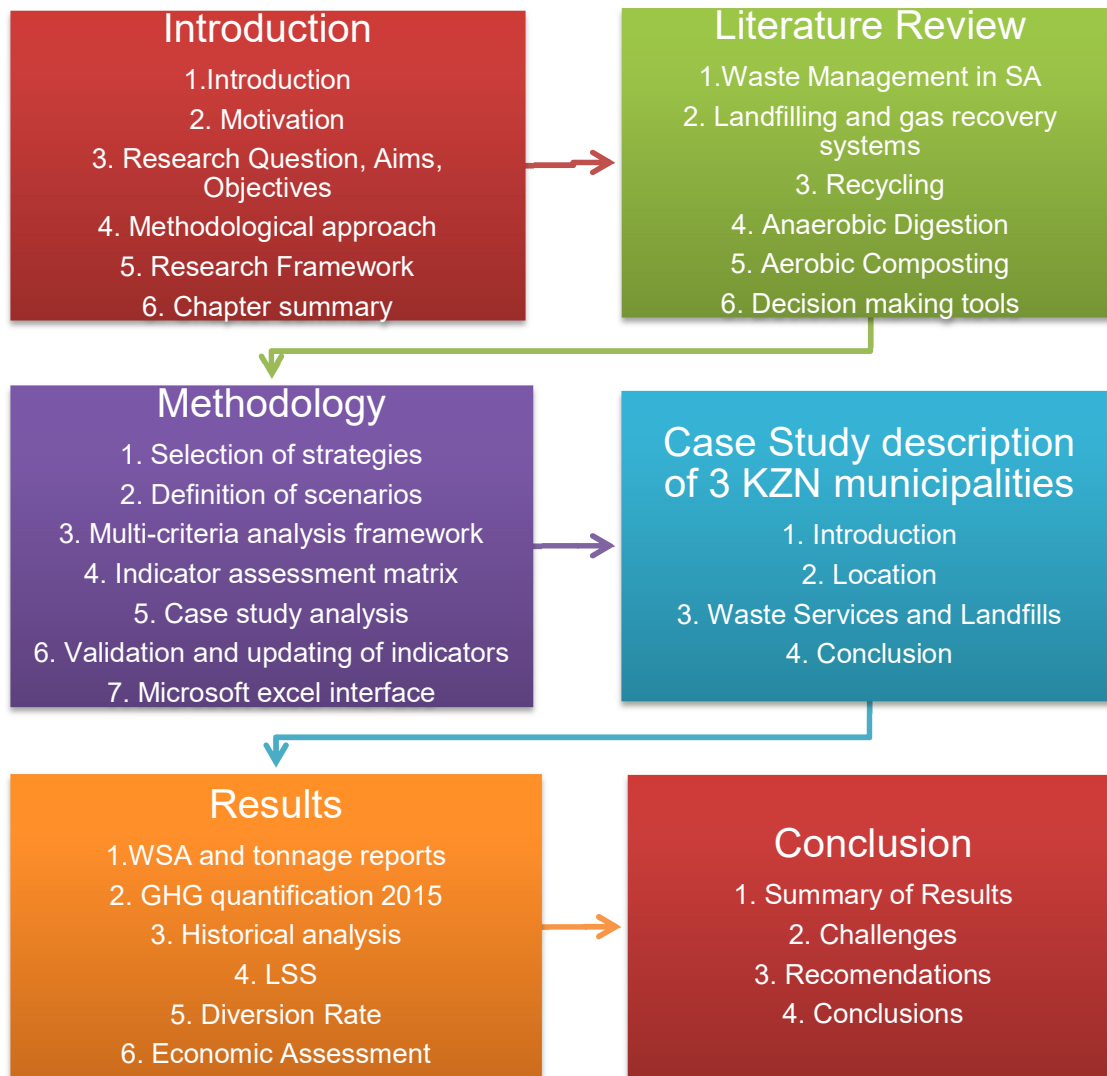 Introduction
1.Introduction
2. Motivation
3. Research Question, Aims,
Objectives
4. Methodological approach
5. Research Framework
6. Chapter summary
Literature Review
1.Waste Management in SA
2. Landfilling and gas recovery
systems
3. Recycling
4. Anaerobic Digestion
5. Aerobic Composting
6. Decision making tools
Methodology
1. Selection of strategies
2. Definition of scenarios
3. Multi-criteria analysis framework
4. Indicator assessment matrix
5. Case study analysis
6. Validation and updating of indicators
7. Microsoft excel interface
Case Study description
of 3 KZN municipalities
1. Introduction
2. Location
3. Waste Services and Landfills
4. Conclusion
Results
1.WSA and tonnage reports
2. GHG quantification 2015
3. Historical analysis
4. LSS
5. Diversion Rate
6. Economic Assessment
Conclusion
1. Summary of Results
2. Challenges
3. Recomendations
4. Conclusions